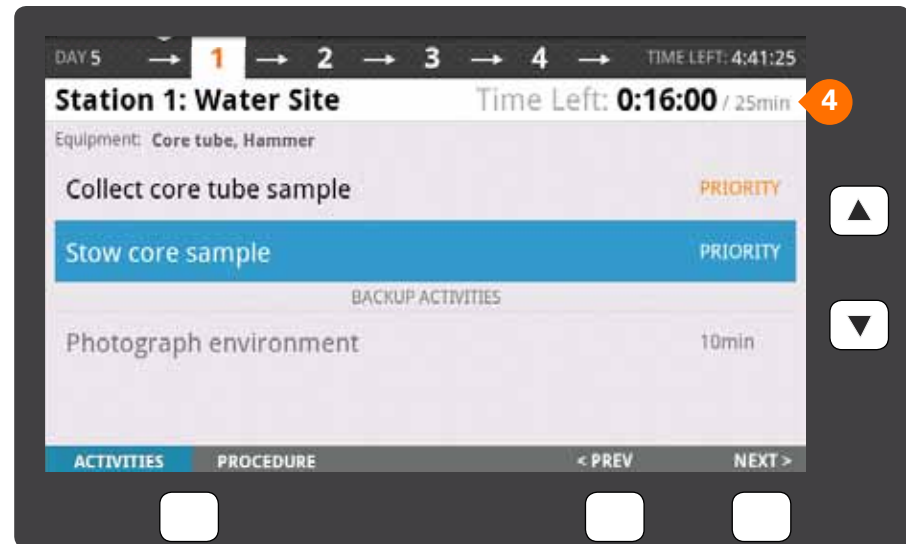 DAY 5 → 1 → 2 → 3 → 4 → TIME LEFT: 4:41:25
Station 1: Water Site Time Left: 0:16:00 / 25min 4
Equipment: Core tube, Hammer
Collect core tube sample PRIORITY
Stow core sample PRIORITY
BACKUP ACTIVITIES
Photograph environment 10min
ACTIVITIES PROCEDURE < PREV NEXT >